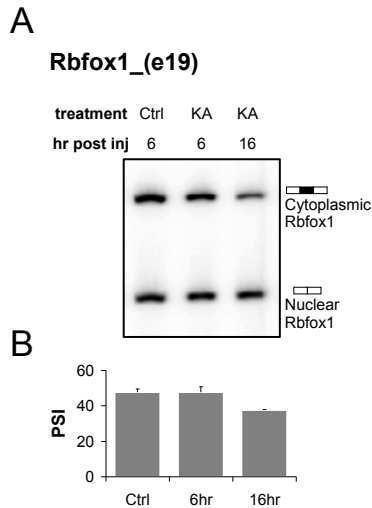 A
Rbfox1_(e19)
treatment Ctrl KA KA
hr post inj 6 6 16
Cytoplasmic
Rbfox1
Nuclear
Rbfox1
B
60
40
20
0
PSI
Ctrl 6hr 16hr